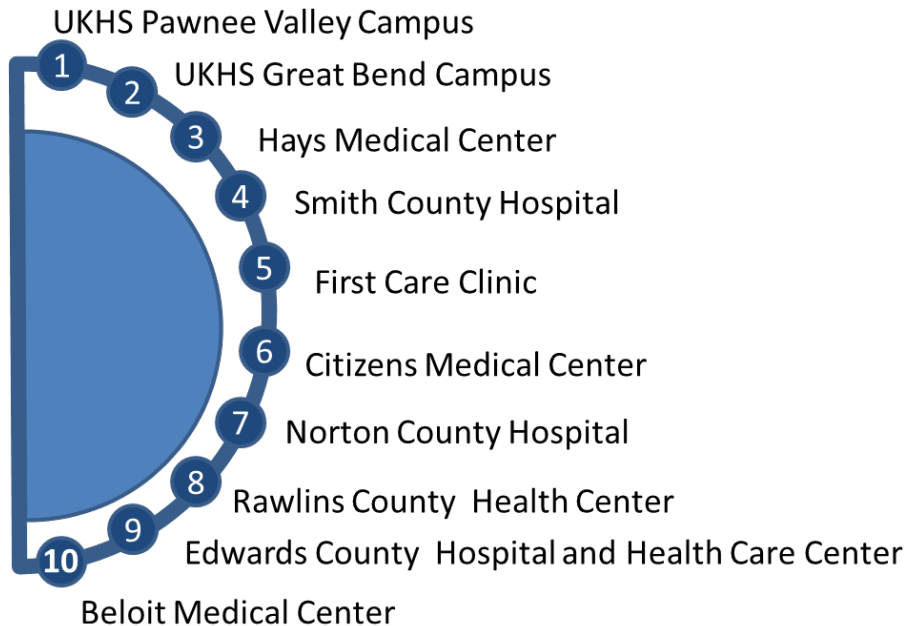 UKHS Pawnee Valley Campus
1
UKHS Great Bend Campus
2
Hays Medical Center
3
Smith County Hospital
4
First Care Clinic
5
Citizens Medical Center
6
Norton County Hospital
7
Rawlins County Health Center
8
Edwards County Hospital and Health Care Center
9
Beloit Medical Center
10